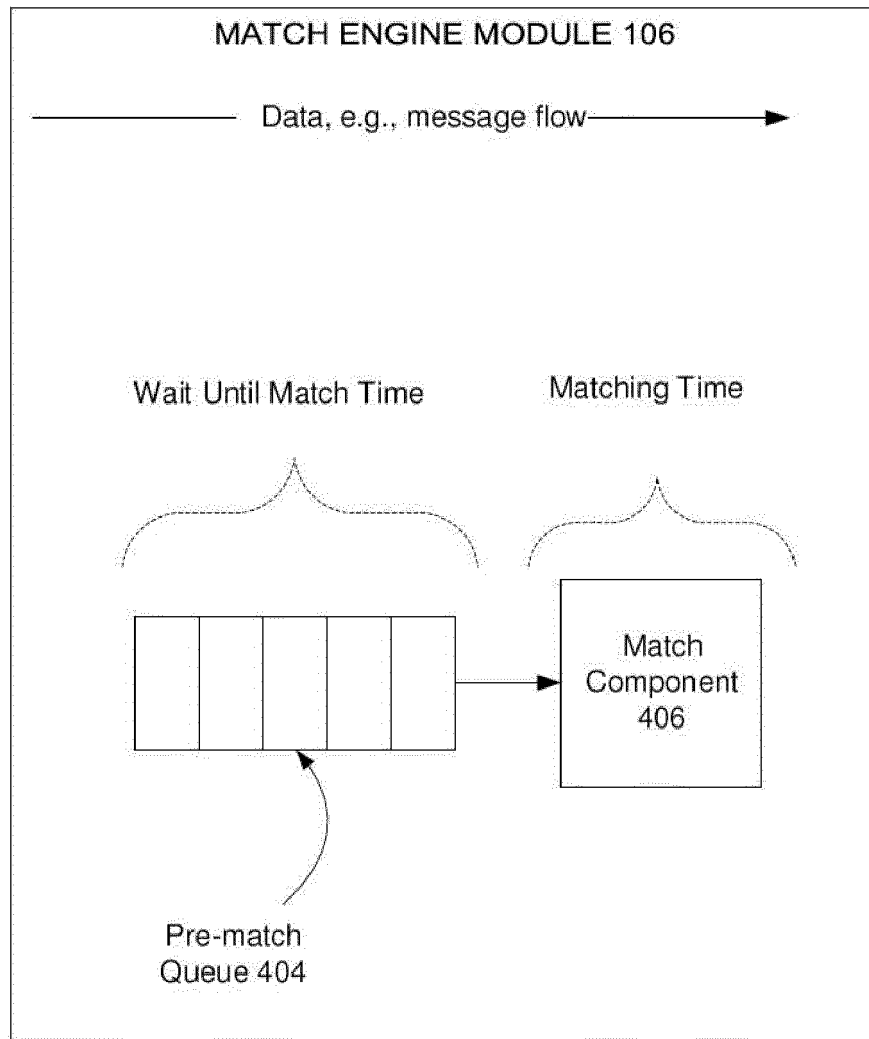 MATCH ENGINE MODULE 106
Data, e.g., message flow
Wait Until Match Time
Matching Time
Match
Component
406
Pre-match
Queue 404